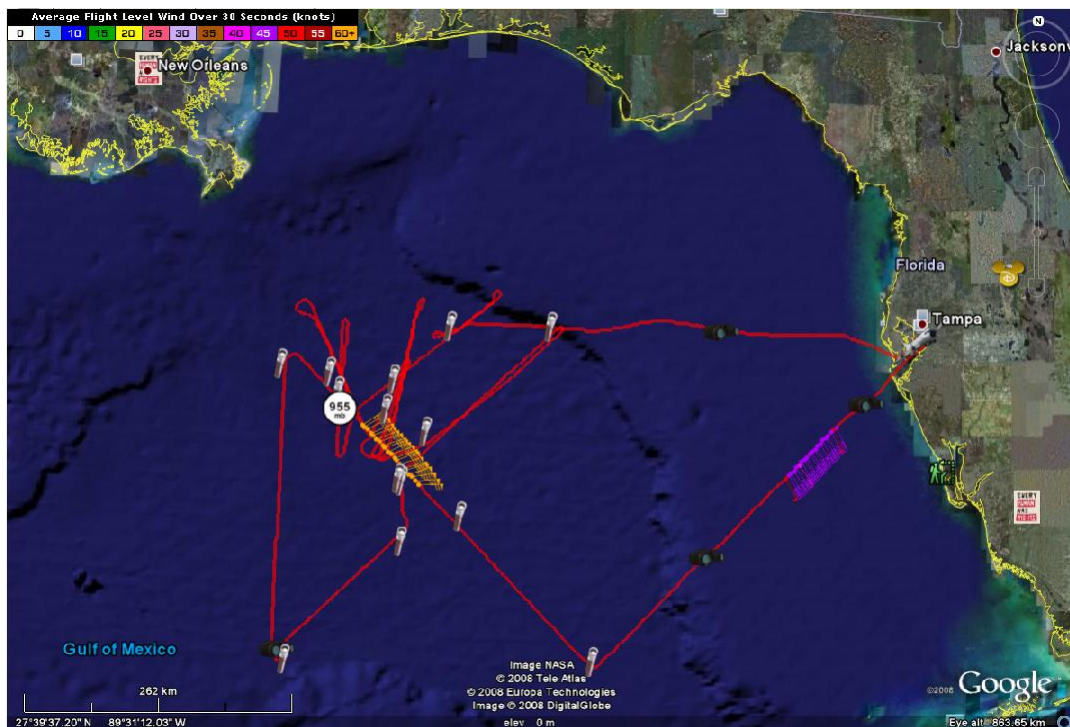 Average Flight Level Wind Over 30 Seconds (knots)
0 5 10 15 20 25 30 35 40 45 50 55 60+
N
Jacksonv
New Orleans
Florida
Tampa
955
mb
Gulf of Mexico
262 km
Image NASA
© 2008 Tele Atlas
© 2008 Europa Technologies
Image © 2008 DigitalGlobe
©2008 Google
27°39'37.20" N 89°31'12.03" W
elev 0 m
Eye alt 863.65 km